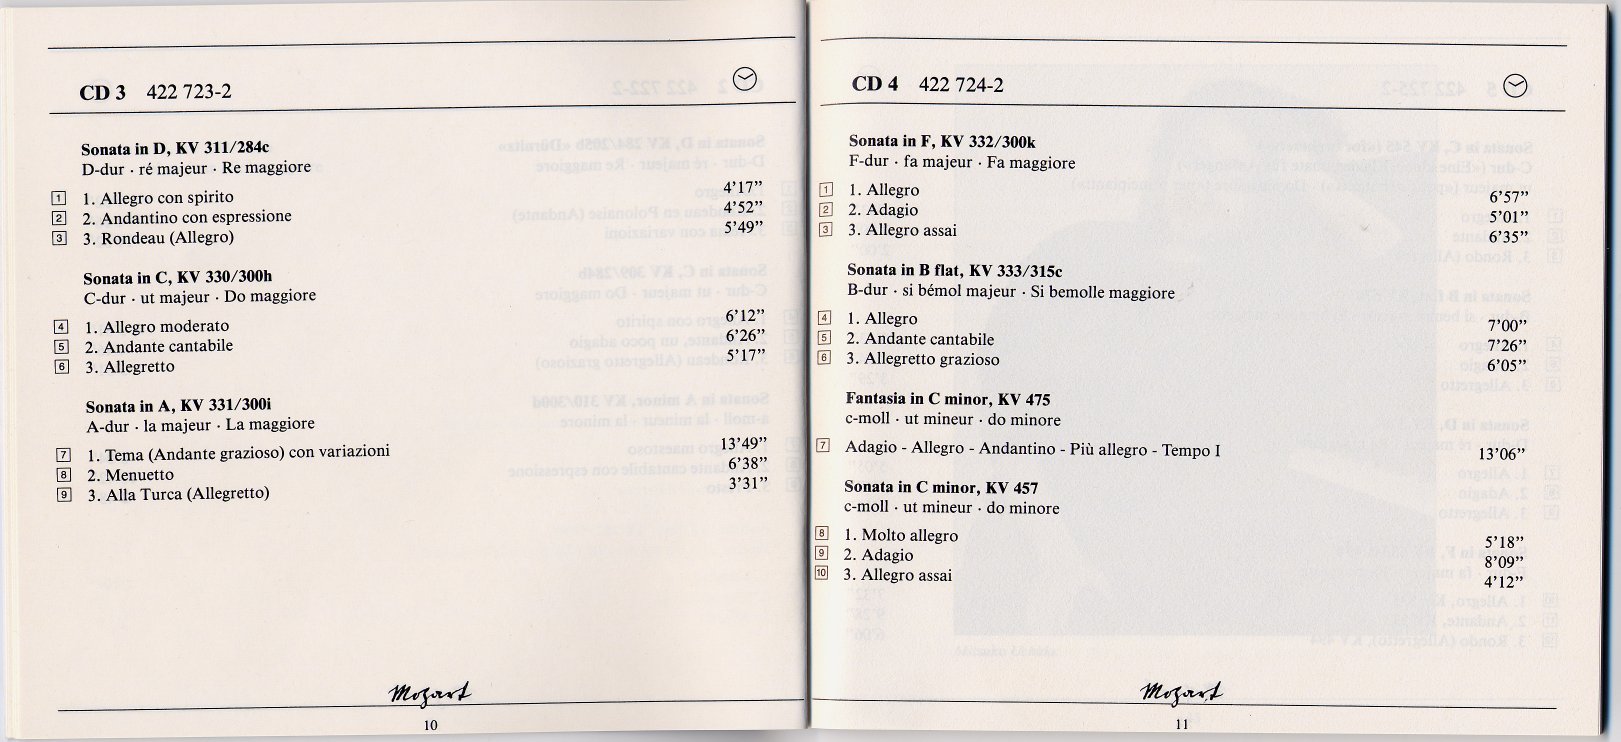 CD 3 422 723-2
Sonata in D, KV 311/284c
D-dur · ré majeur · Re maggiore
1 1. Allegro con spirito 4’17”
2 2. Andantino con espressione 4’52”
3 3. Rondeau (Allegro) 5’49”
Sonata in C, KV 330/300h
C-dur · ut majeur · Do maggiore
4 1. Allegro moderato 6’12”
5 2. Andante cantabile 6’26”
6 3. Allegretto 5’17”
Sonata in A, KV 331/300i
A-dur · la majeur · La maggiore
7 1. Tema (Andante grazioso) con variazioni 13’49”
8 2. Menuetto 6’38”
9 3. Alla Turca (Allegretto) 3’31”
Mozart
10
CD 4 422 724-2
Sonata in F, KV 332/300k
F-dur · fa majeur · Fa maggiore
1 1. Allegro 6’57”
2 2. Adagio 5’01”
3 3. Allegro assai 6’35”
Sonata in B flat, KV 333/315c
B-dur · si bémol majeur · Si bemolle maggiore
4 1. Allegro 7’00”
5 2. Andante cantabile 7’26”
6 3. Allegretto grazioso 6’05”
Fantasia in C minor, KV 475
c-moll · ut mineur · do minore
7 Adagio - Allegro - Andantino - Più allegro - Tempo I 13’06”
Sonata in C minor, KV 457
c-moll · ut mineur · do minore
8 1. Molto allegro 5’18”
9 2. Adagio 8’09”
10 3. Allegro assai 4’12”
Mozart
11